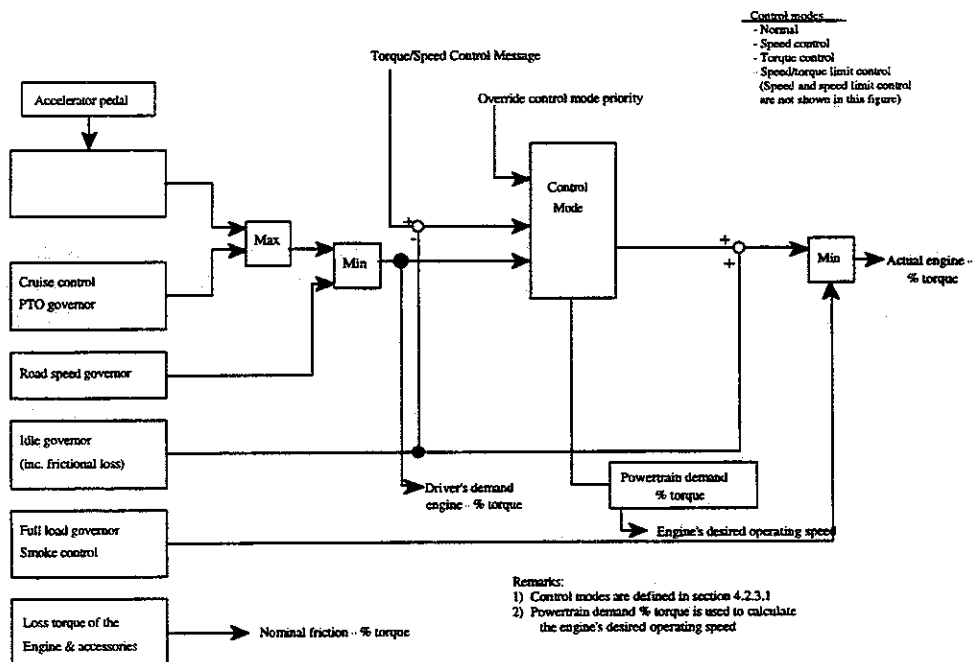 Control modes
- Normal
- Speed control
- Torque control
- Speed/torque limit control
(Speed and speed limit control
are not shown in this figure)
Torque/Speed Control Message
Accelerator pedal
Override control mode priority
Control
Mode
Max
Min
+
-
+
+
Min
Actual engine -
% torque
Cruise control
PTO governor
Road speed governor
Idle governor
(inc. frictional loss)
Driver's demand
engine - % torque
Powertrain demand
% torque
Engine's desired operating speed
Full load governor
Smoke control
Remarks:
1) Control modes are defined in section 4.2.3.1
2) Powertrain demand % torque is used to calculate
the engine's desired operating speed
Loss torque of the
Engine & accessories
Nominal friction - % torque